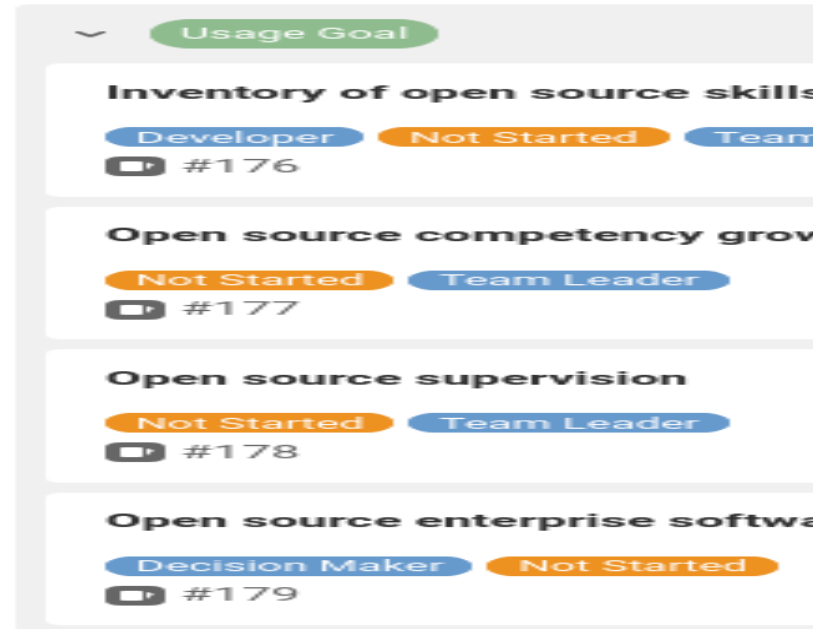 Usage Goal
Inventory of open source skills
Developer Not Started Team
#176
Open source competency grow
Not Started Team Leader
#177
Open source supervision
Not Started Team Leader
#178
Open source enterprise softwa
Decision Maker Not Started
#179